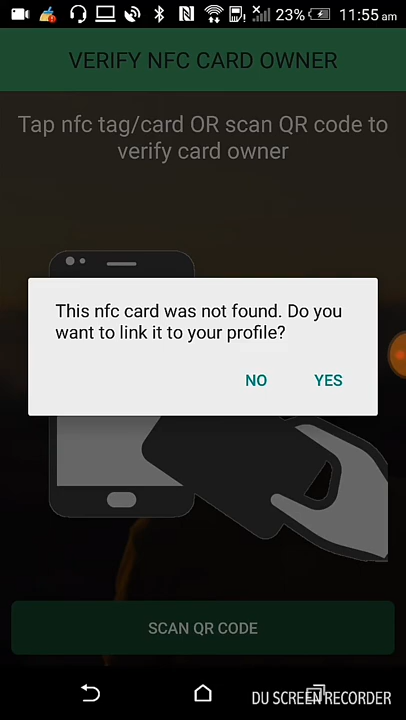 23% 11:55 am
VERIFY NFC CARD OWNER
Tap nfc tag/card OR scan QR code to
verify card owner
This nfc card was not found. Do you
want to link it to your profile?
NO YES
SCAN QR CODE
DU SCREEN RECORDER